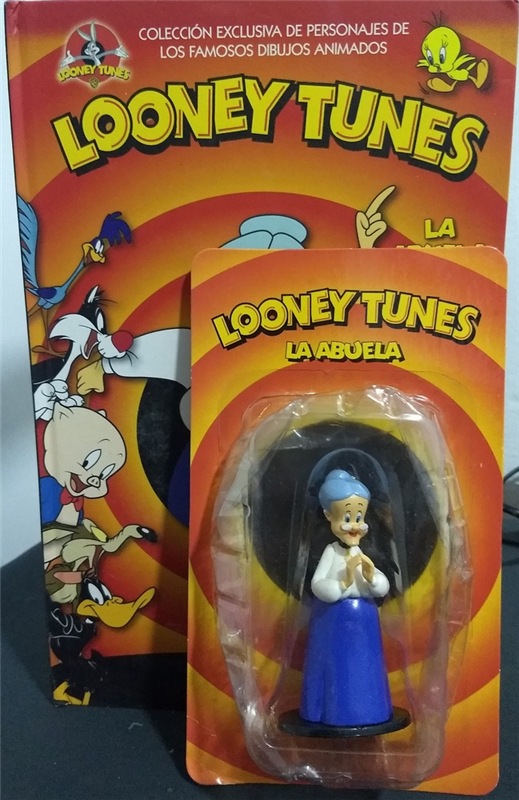 COLECCIÓN EXCLUSIVA DE PERSONAJES DE
LOS FAMOSOS DIBUJOS ANIMADOS
LOONEY TUNES
LOONEY TUNES
LA
LOONEY TUNES
LA ABUELA